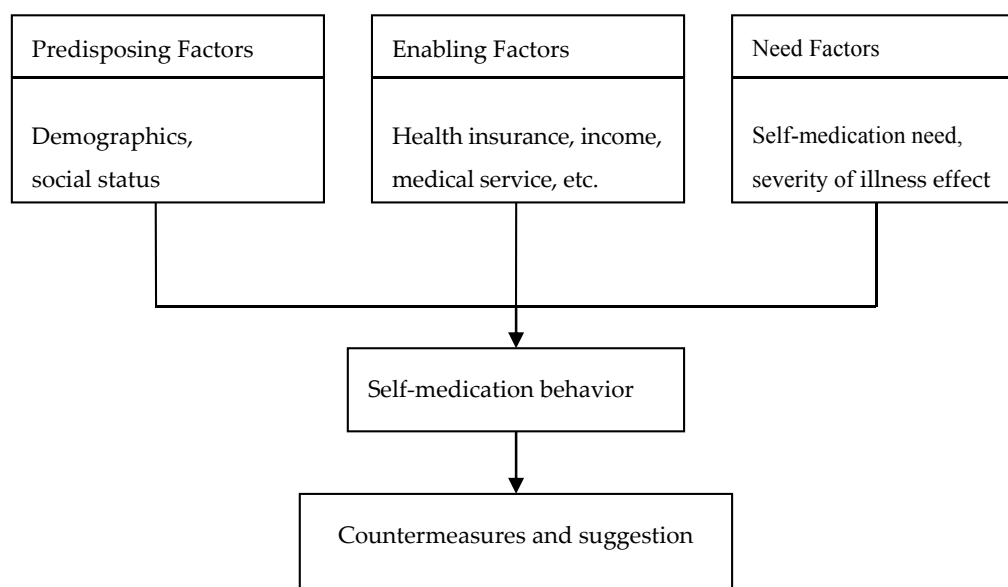 Predisposing Factors
Demographics,
social status
Enabling Factors
Health insurance, income,
medical service, etc.
Need Factors
Self-medication need,
severity of illness effect
Self-medication behavior
Countermeasures and suggestion